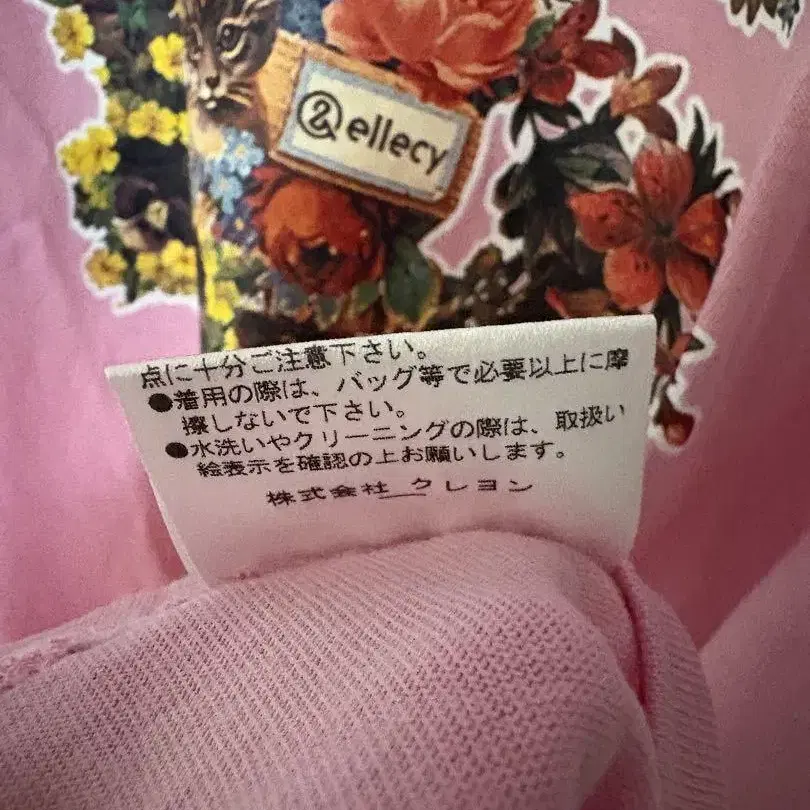 &ellecy
点に十分ご注意下さい。
●着用の際は、バッグ等で必要以上に摩
擦しないで下さい。
●水洗いやクリーニングの際は、取扱い
絵表示を確認の上お願いします。
株式会社 クレヨン